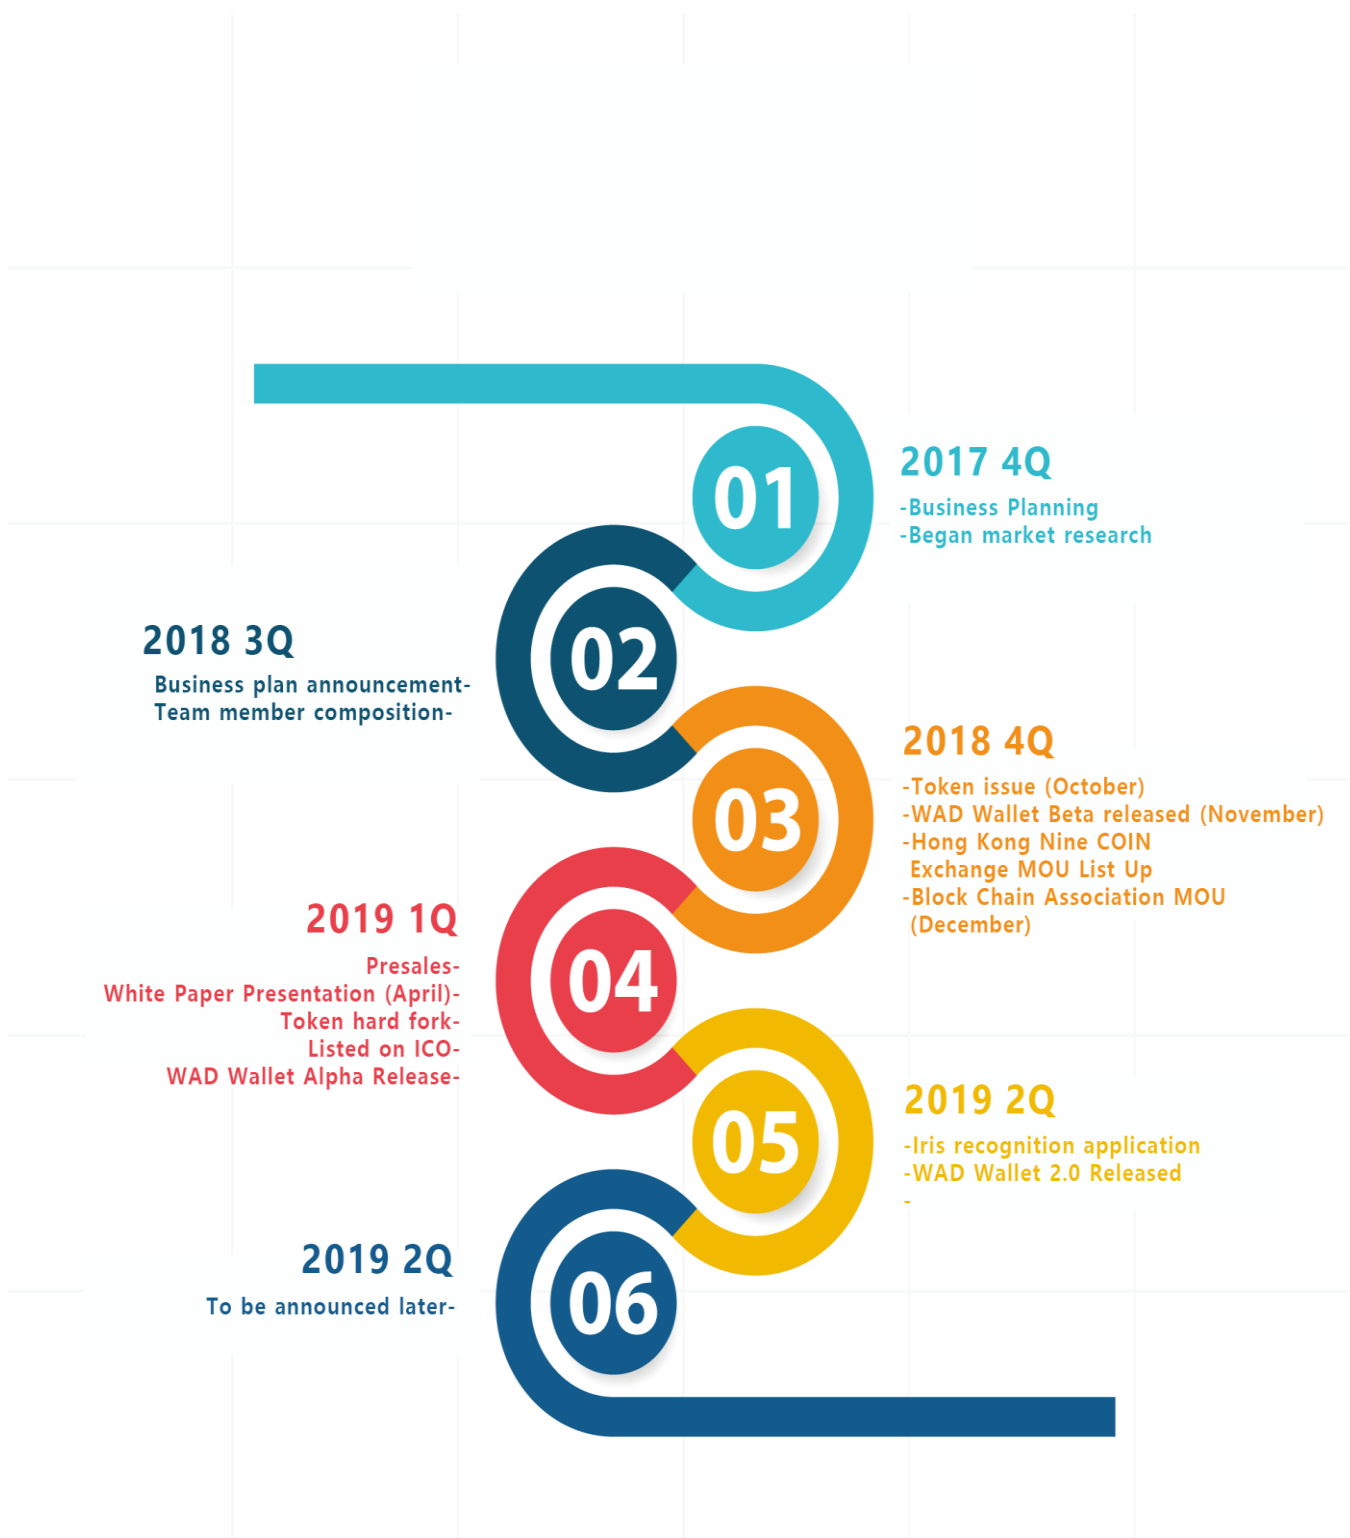 01
2017 4Q
-Business Planning
-Began market research
02
2018 3Q
Business plan announcement-
Team member composition-
03
2018 4Q
-Token issue (October)
-WAD Wallet Beta released (November)
-Hong Kong Nine COIN
Exchange MOU List Up
-Block Chain Association MOU
(December)
04
2019 1Q
Presales-
White Paper Presentation (April)-
Token hard fork-
Listed on ICO-
WAD Wallet Alpha Release-
05
2019 2Q
-Iris recognition application
-WAD Wallet 2.0 Released
-
06
2019 2Q
To be announced later-